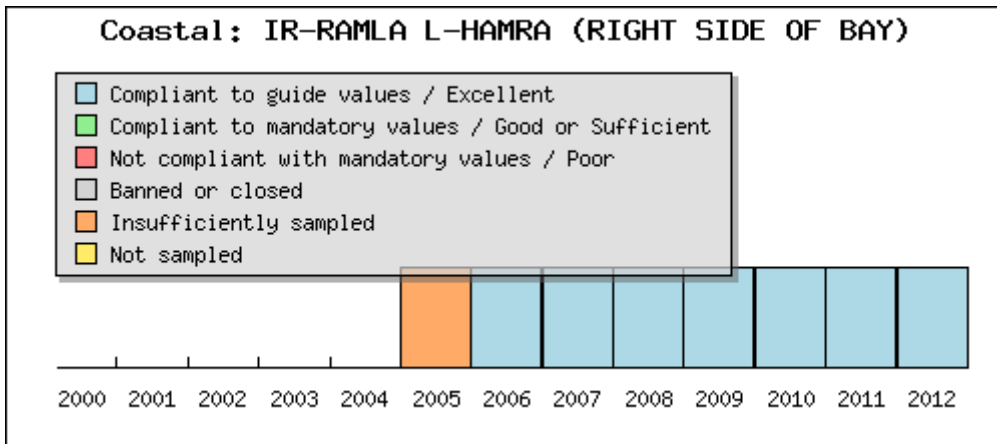 Coastal: IR-RAMLA L-HAMRA (RIGHT SIDE OF BAY)
Compliant to guide values / Excellent
Compliant to mandatory values / Good or Sufficient
Not compliant with mandatory values / Poor
Banned or closed
Insufficiently sampled
Not sampled
2000 2001 2002 2003 2004 2005 2006 2007 2008 2009 2010 2011 2012